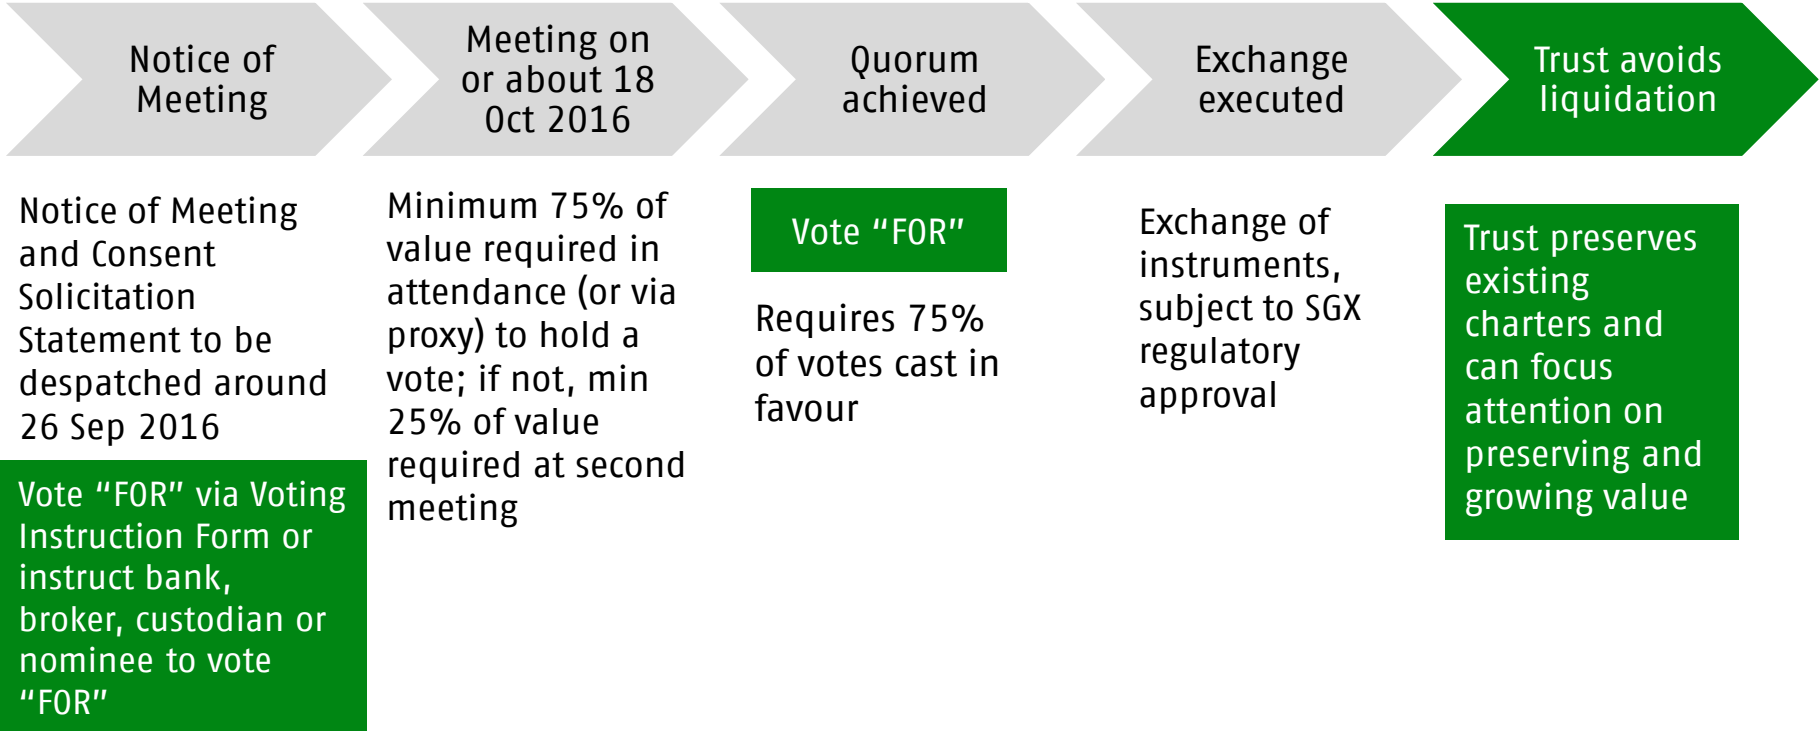 Notice of
Meeting
Meeting on
or about 18
Oct 2016
Quorum
achieved
Exchange
executed
Trust avoids
liquidation
Notice of Meeting
and Consent
Solicitation
Statement to be
despatched around
26 Sep 2016
Vote “FOR” via Voting
Instruction Form or
instruct bank,
broker, custodian or
nominee to vote
“FOR”
Minimum 75% of
value required in
attendance (or via
proxy) to hold a
vote; if not, min
25% of value
required at second
meeting
Vote “FOR”
Requires 75%
of votes cast in
favour
Exchange of
instruments,
subject to SGX
regulatory
approval
Trust preserves
existing
charters and
can focus
attention on
preserving and
growing value